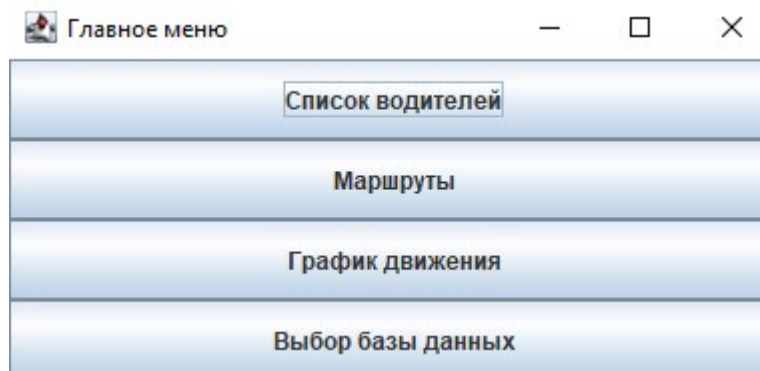 Главное меню
Список водителей
Маршруты
График движения
Выбор базы данных